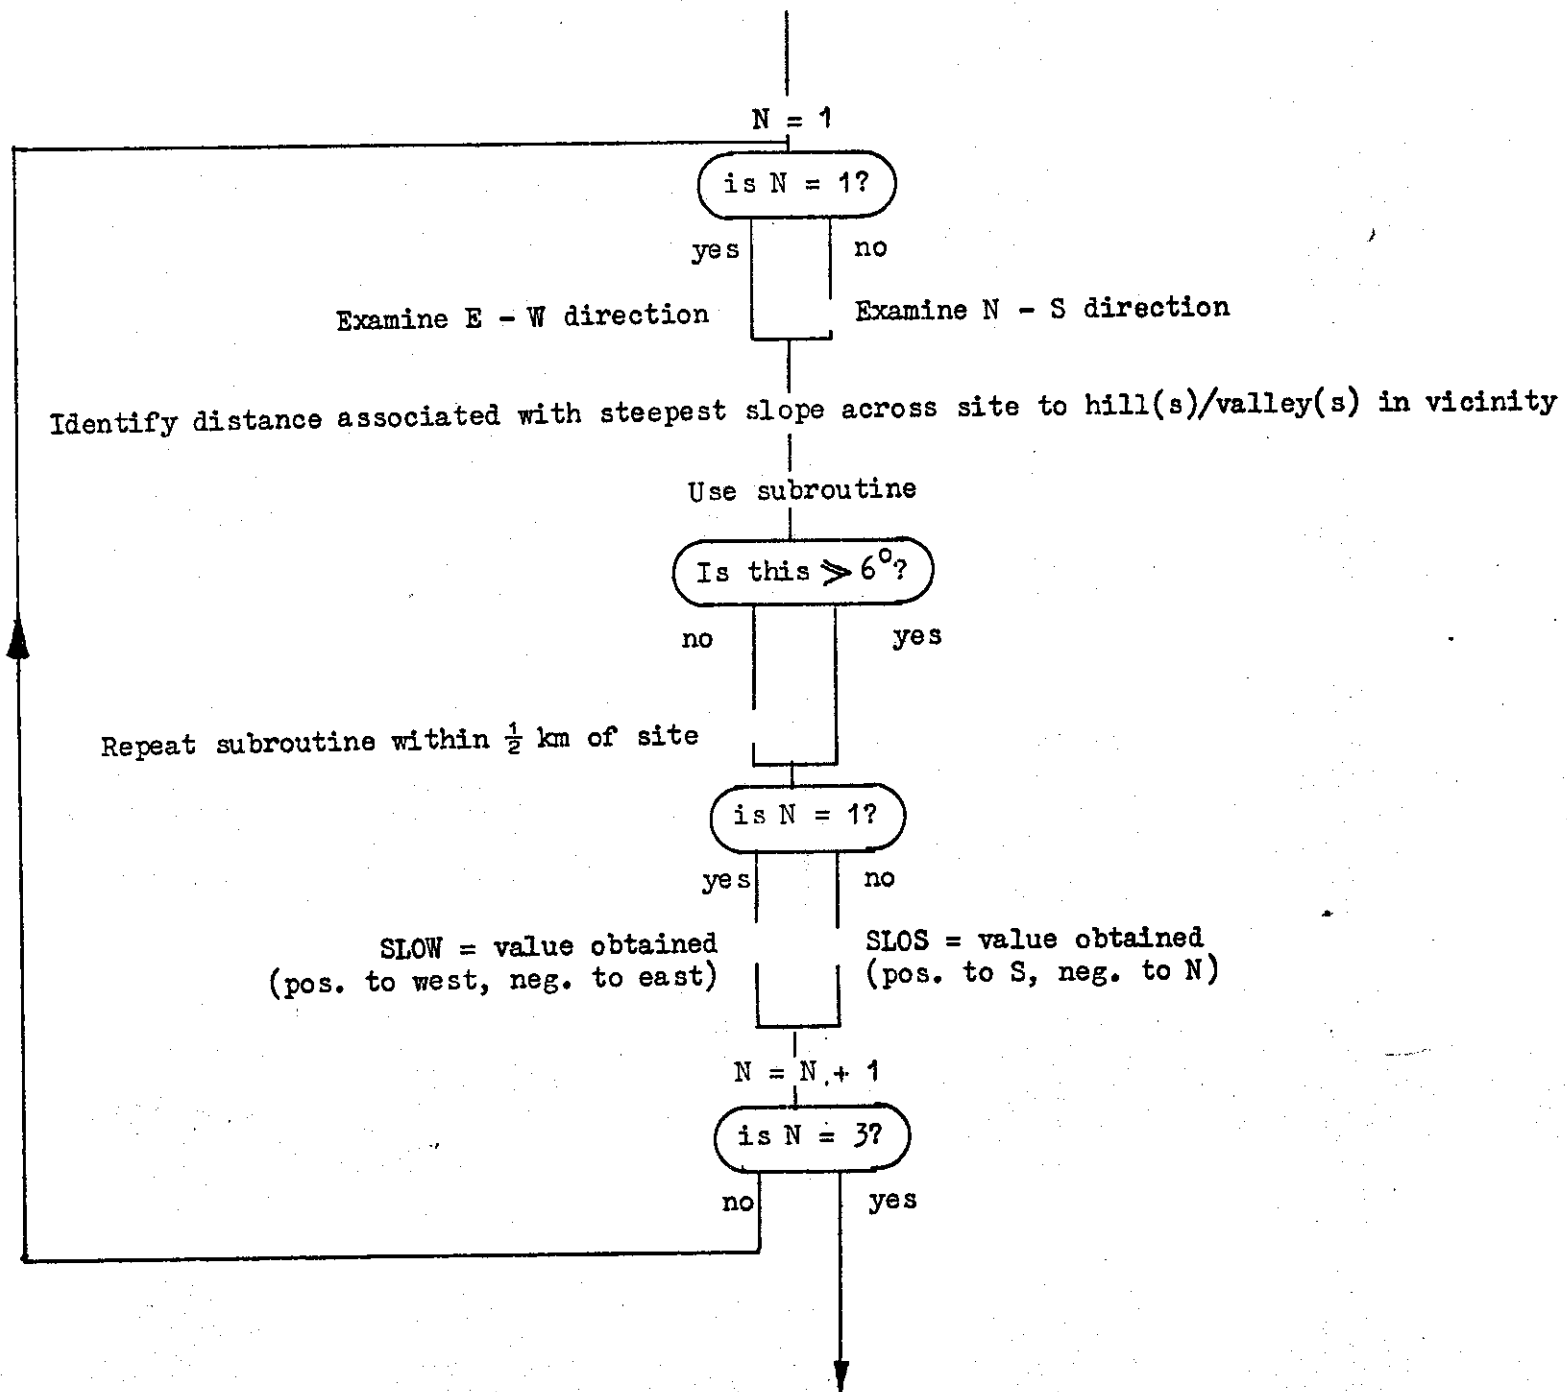 N = 1
is N = 1?
yes
no
Examine E - W direction
Examine N - S direction
Identify distance associated with steepest slope across site to hill(s)/valley(s) in vicinity
Use subroutine
Is this ⩾ 6°?
no
yes
Repeat subroutine within ½ km of site
is N = 1?
yes
no
SLOW = value obtained
(pos. to west, neg. to east)
SLOS = value obtained
(pos. to S, neg. to N)
N = N + 1
is N = 3?
no
yes